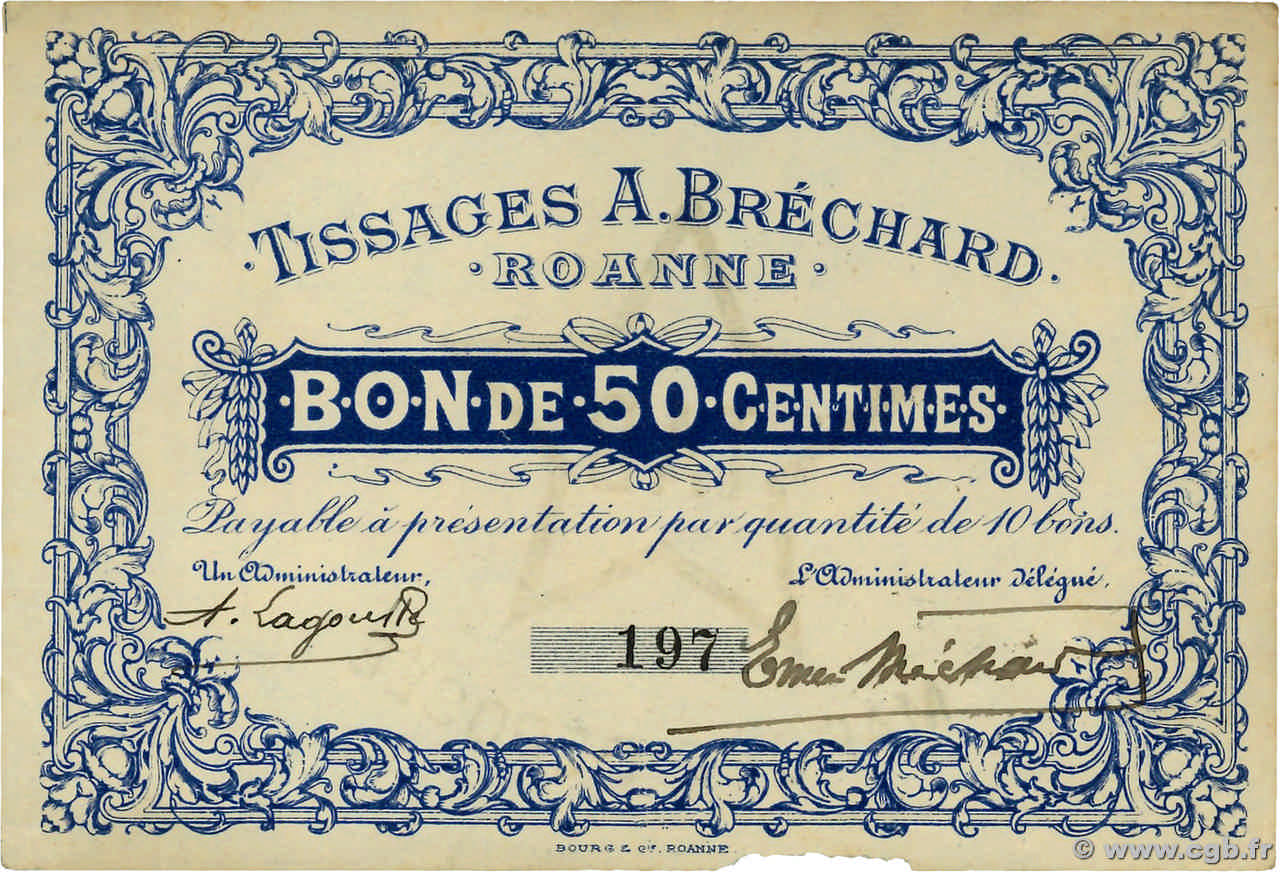 · TISSAGES A. BRÉCHARD ·
· ROANNE ·
· B · O · N · DE · 50 · C · E · N · T · I · M · E · S ·
Payable à présentation par quantité de 10 bons.
Un Administrateur,
L'Administrateur délégué,
A.
197
BOURG & Cie. ROANNE.
© www.cgb.fr